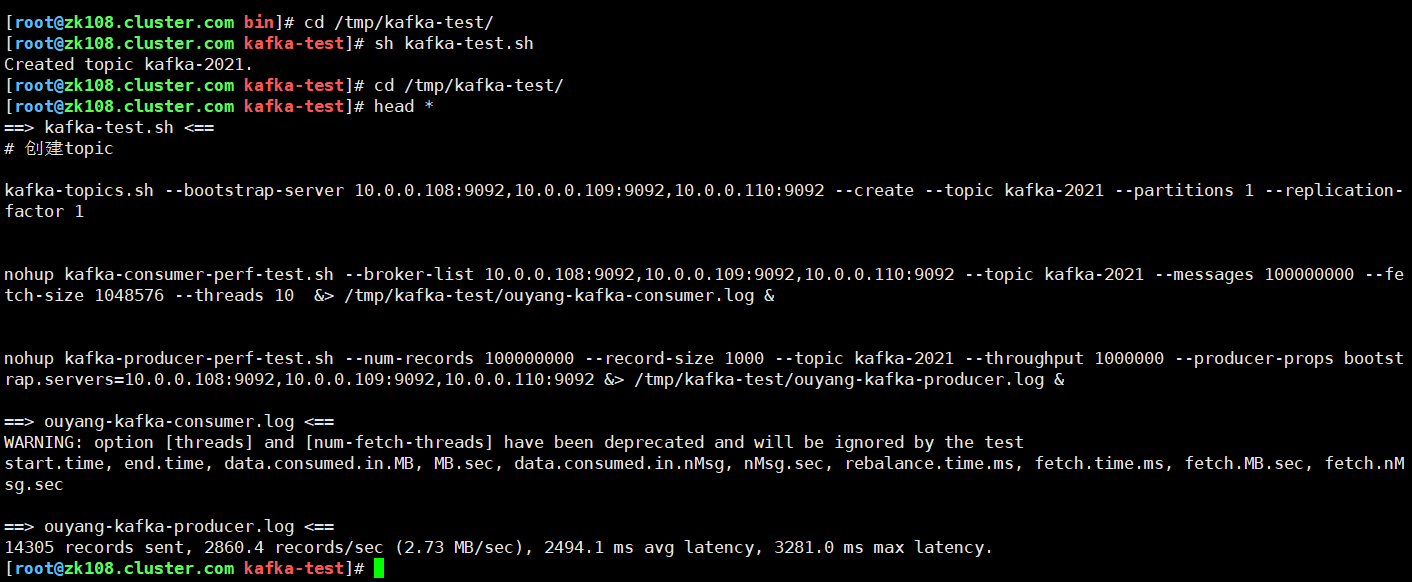 [root@zk108.cluster.com bin]# cd /tmp/kafka-test/
[root@zk108.cluster.com kafka-test]# sh kafka-test.sh
Created topic kafka-2021.
[root@zk108.cluster.com kafka-test]# cd /tmp/kafka-test/
[root@zk108.cluster.com kafka-test]# head *
==> kafka-test.sh <==
# 创建topic
kafka-topics.sh --bootstrap-server 10.0.0.108:9092,10.0.0.109:9092,10.0.0.110:9092 --create --topic kafka-2021 --partitions 1 --replication-
factor 1
nohup kafka-consumer-perf-test.sh --broker-list 10.0.0.108:9092,10.0.0.109:9092,10.0.0.110:9092 --topic kafka-2021 --messages 100000000 --fe
tch-size 1048576 --threads 10  &> /tmp/kafka-test/ouyang-kafka-consumer.log &
nohup kafka-producer-perf-test.sh --num-records 100000000 --record-size 1000 --topic kafka-2021 --throughput 1000000 --producer-props bootst
rap.servers=10.0.0.108:9092,10.0.0.109:9092,10.0.0.110:9092 &> /tmp/kafka-test/ouyang-kafka-producer.log &
==> ouyang-kafka-consumer.log <==
WARNING: option [threads] and [num-fetch-threads] have been deprecated and will be ignored by the test
start.time, end.time, data.consumed.in.MB, MB.sec, data.consumed.in.nMsg, nMsg.sec, rebalance.time.ms, fetch.time.ms, fetch.MB.sec, fetch.nM
sg.sec
==> ouyang-kafka-producer.log <==
14305 records sent, 2860.4 records/sec (2.73 MB/sec), 2494.1 ms avg latency, 3281.0 ms max latency.
[root@zk108.cluster.com kafka-test]#